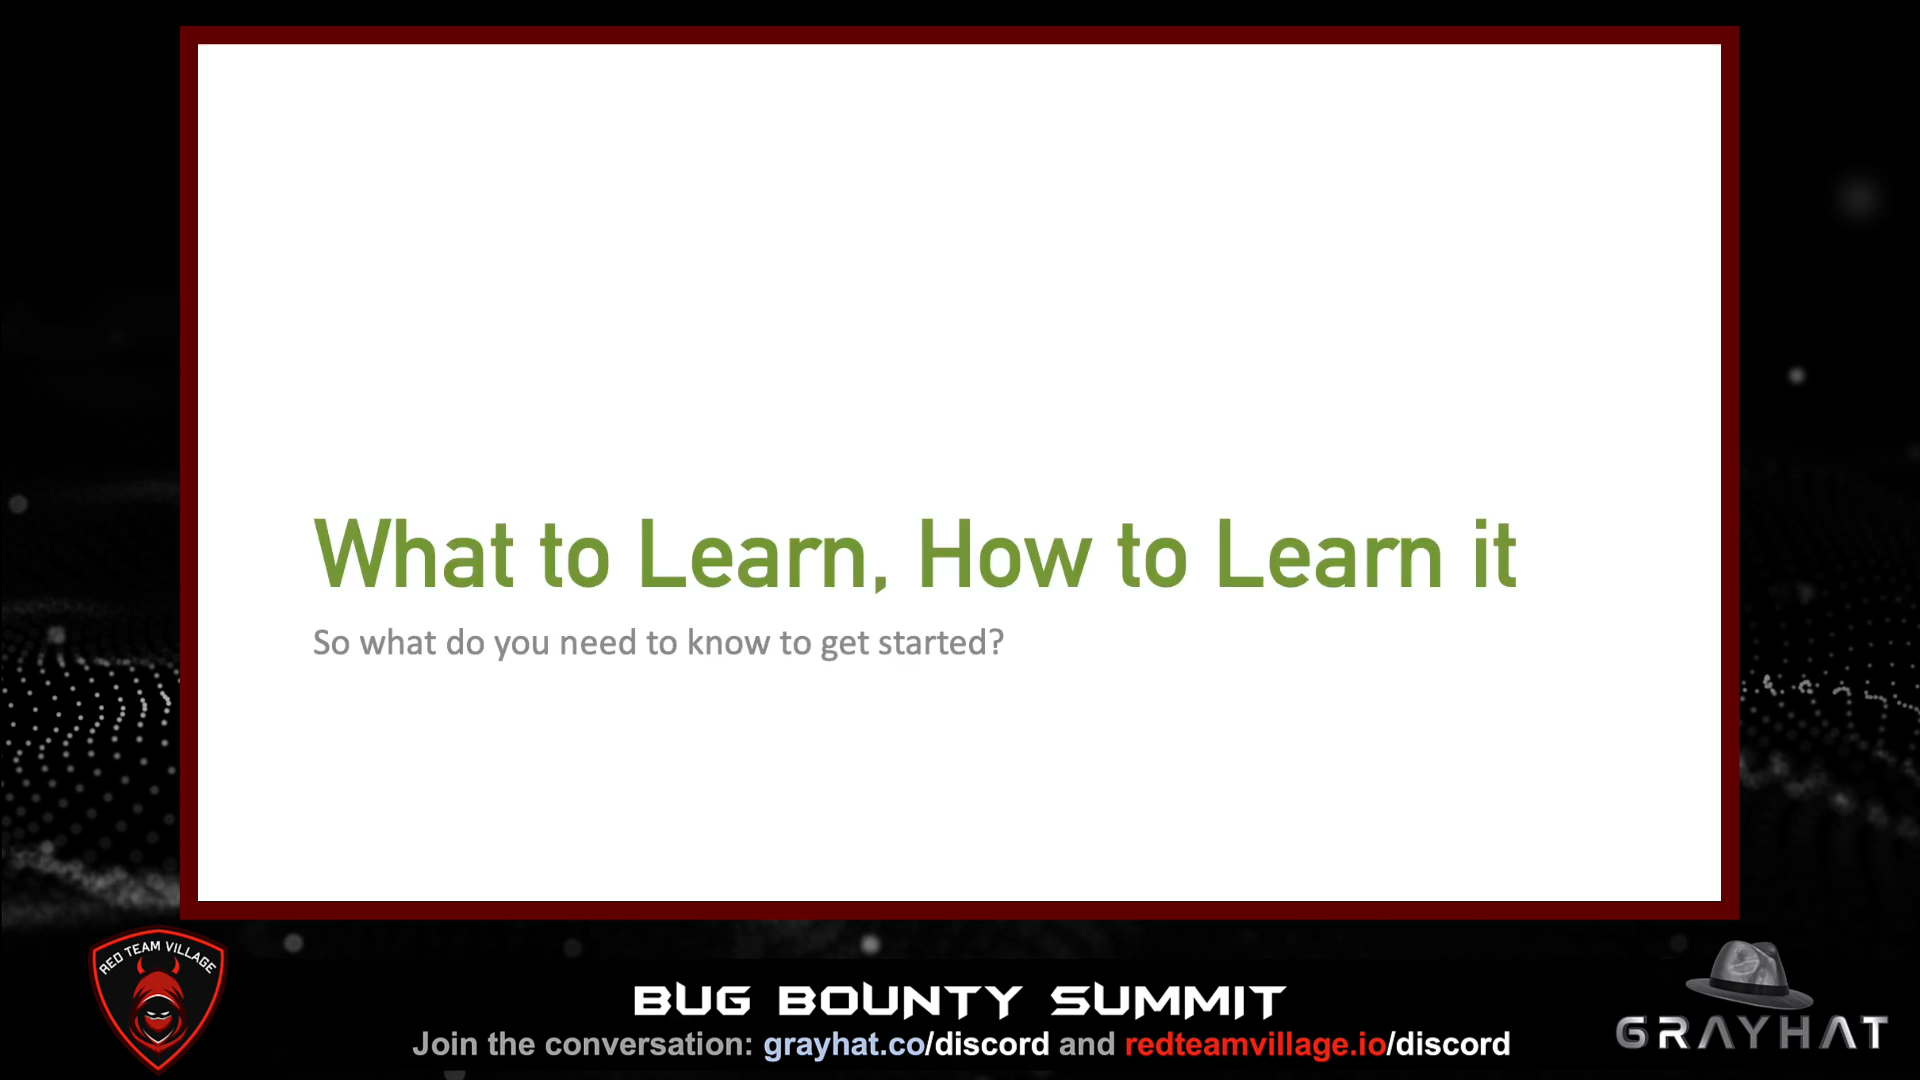 What to Learn, How to Learn it
So what do you need to know to get started?
RED TEAM VILLAGE
BUG BOUNTY SUMMIT
Join the conversation: grayhat.co/discord and redteamvillage.io/discord
GRAYHAT